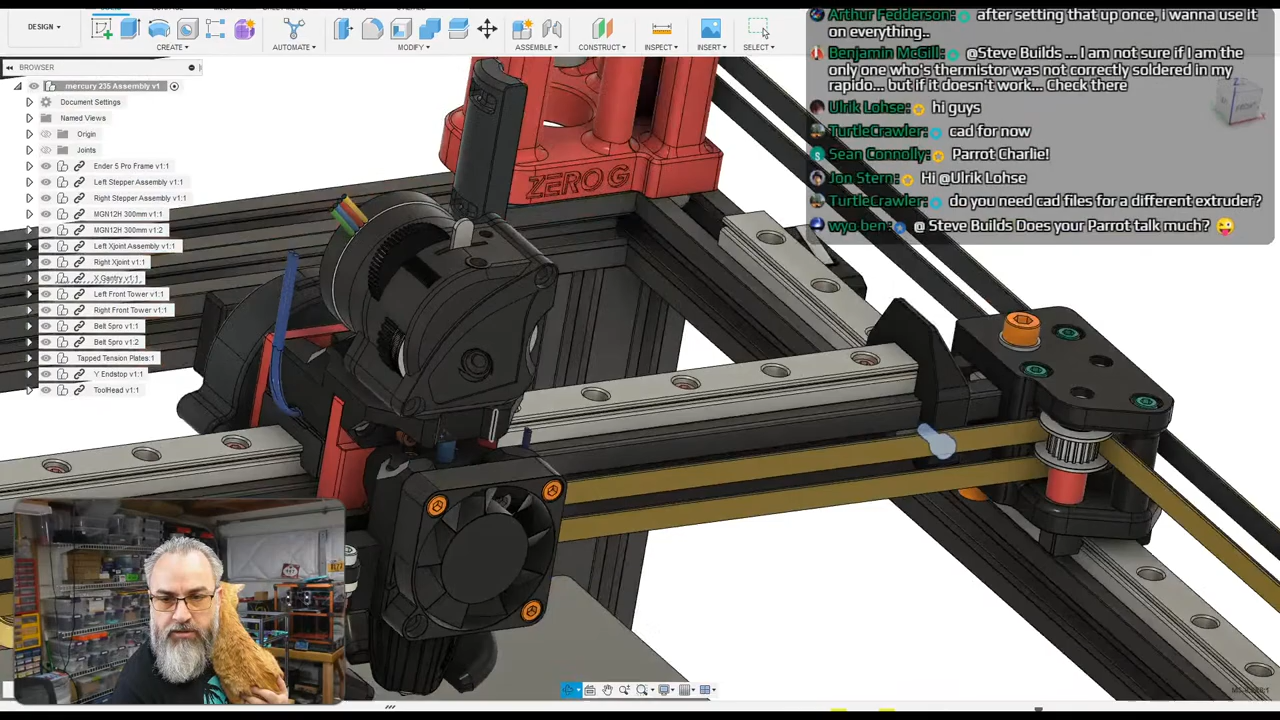 DESIGN
CREATE
AUTOMATE
MODIFY
ASSEMBLE
CONSTRUCT
INSPECT
INSERT
SELECT
BROWSER
mercury 235 Assembly v1
Document Settings
Named Views
Origin
Joints
Ender 5 Pro Frame v1:1
Left Stepper Assembly v1:1
Right Stepper Assembly v1:1
MGN12H 300mm v1:1
MGN12H 300mm v1:2
Left Xjoint Assembly v1:1
Right Xjoint v1:1
X Gantry v1:1
Left Front Tower v1:1
Right Front Tower v1:1
Belt 5pro v1:1
Belt 5pro v1:2
Tapped Tension Plates:1
Y Endstop v1:1
ToolHead v1:1
ZERO G
Arthur Fedderson: after setting that up once, i wanna use it
on everything..
Benjamin McGill: @Steve Builds ... I am not sure if I am the
only one who's thermistor was not correctly soldered in my
rapido... but if it doesn't work... Check there
Ulrik Lohse: hi guys
TurtleCrawler: cad for now
Sean Connolly: Parrot Charlie!
Jon Stern: Hi @Ulrik Lohse
TurtleCrawler: do you need cad files for a different extruder?
wyo ben: @ Steve Builds Does your Parrot talk much? 😜